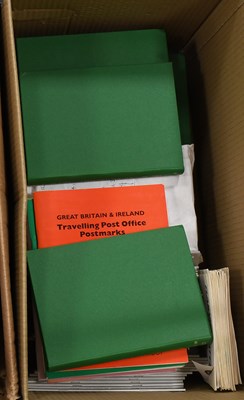 GREAT BRITAIN & IRELAND
Travelling Post Office
Postmarks